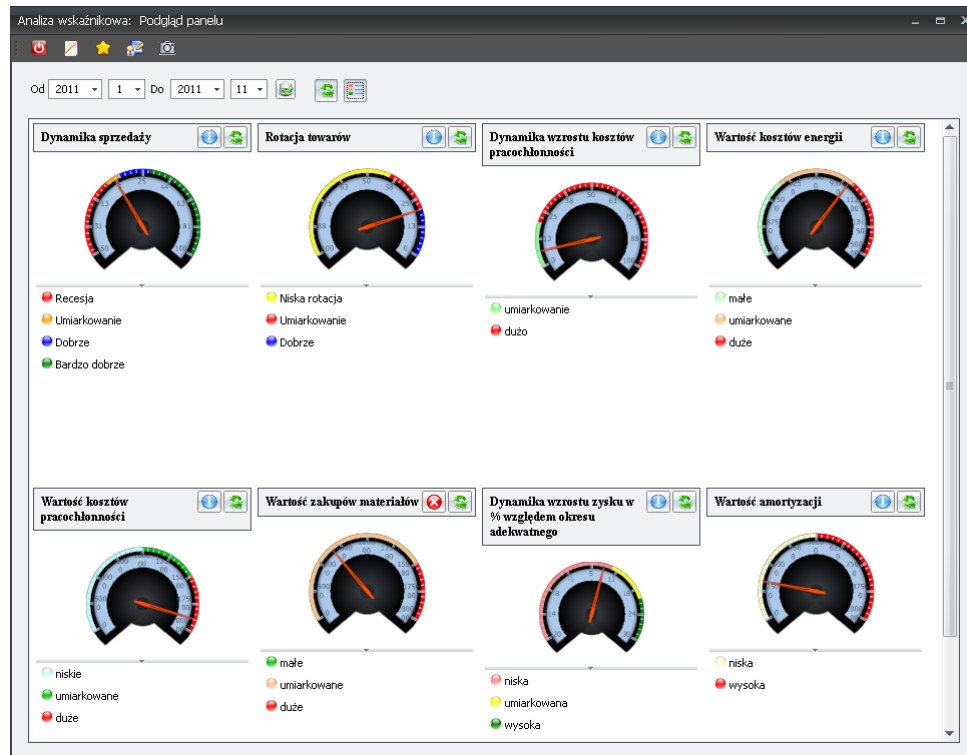 Analiza wskaźnikowa: Podgląd panelu
Od 2011 1 Do 2011 11
Dynamika sprzedaży
Rotacja towarów
Dynamika wzrostu kosztów
pracochłonności
Wartość kosztów energii
Recesja
Umiarkowanie
Dobrze
Bardzo dobrze
Niska rotacja
Umiarkowanie
Dobrze
umiarkowanie
dużo
małe
umiarkowane
duże
Wartość kosztów
pracochłonności
Wartość zakupów materiałów
Dynamika wzrostu zysku w
% względem okresu
adekwatnego
Wartość amortyzacji
niskie
umiarkowane
duże
małe
umiarkowane
duże
niska
umiarkowana
wysoka
niska
wysoka